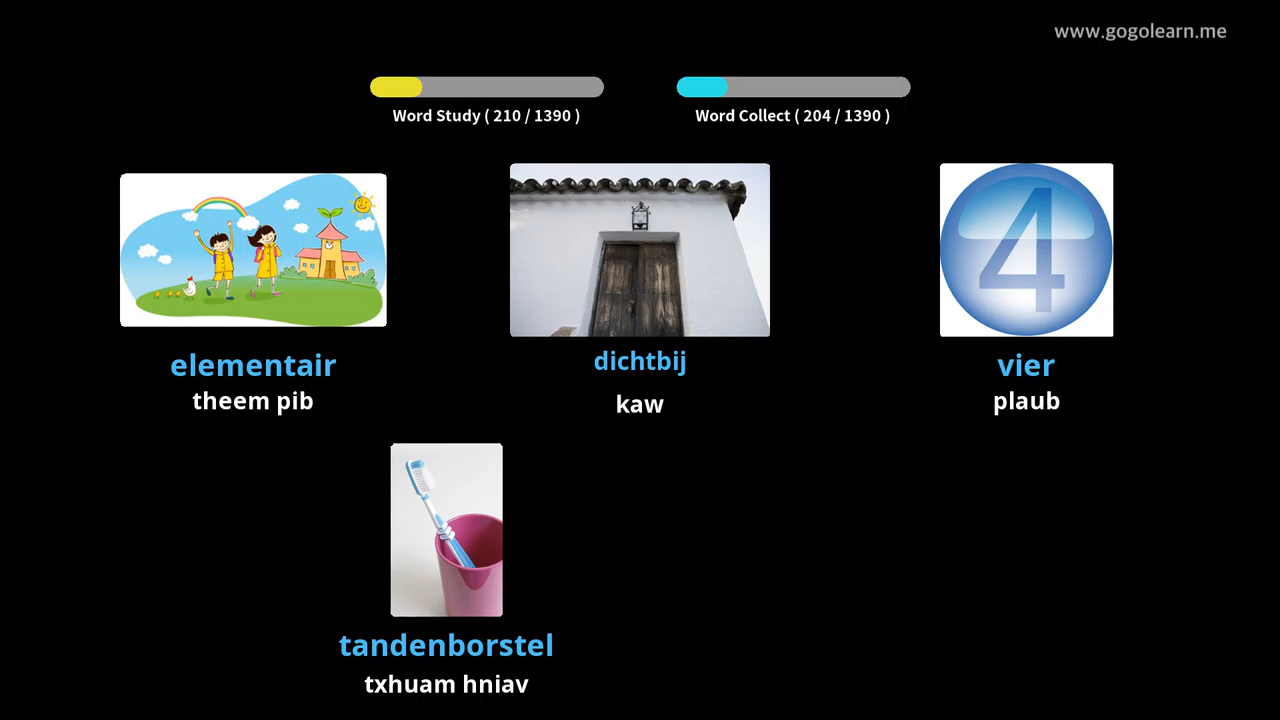 www.gogolearn.me
Word Study ( 210 / 1390 )
Word Collect ( 204 / 1390 )
elementair
theem pib
dichtbij
kaw
4
vier
plaub
tandenborstel
txhuam hniav